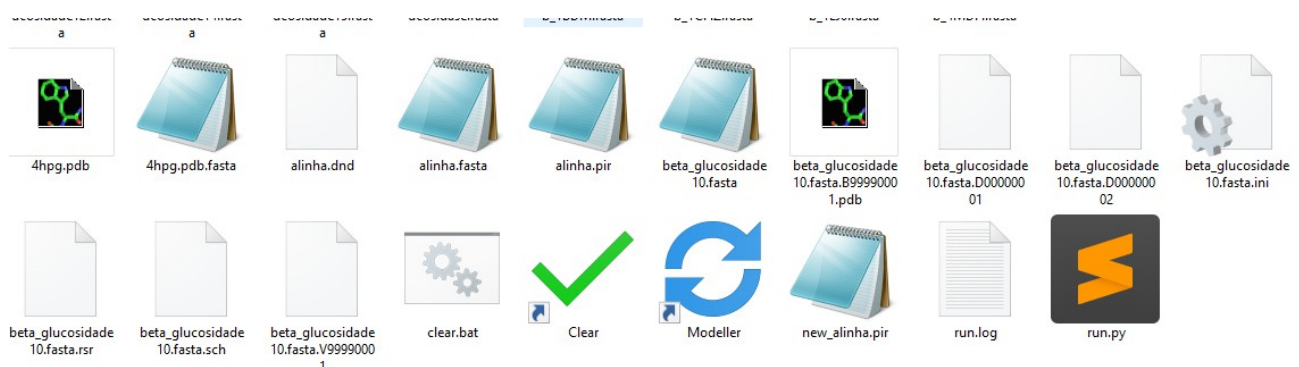 a
a
a
4hpg.pdb
4hpg.pdb.fasta
alinha.dnd
alinha.fasta
alinha.pir
beta_glucosidade
10.fasta
beta_glucosidade
10.fasta.B9999000
1.pdb
beta_glucosidade
10.fasta.D000000
01
beta_glucosidade
10.fasta.D000000
02
beta_glucosidade
10.fasta.ini
beta_glucosidade
10.fasta.rsr
beta_glucosidade
10.fasta.sch
beta_glucosidade
10.fasta.V9999000
1
clear.bat
Clear
Modeller
new_alinha.pir
run.log
run.py